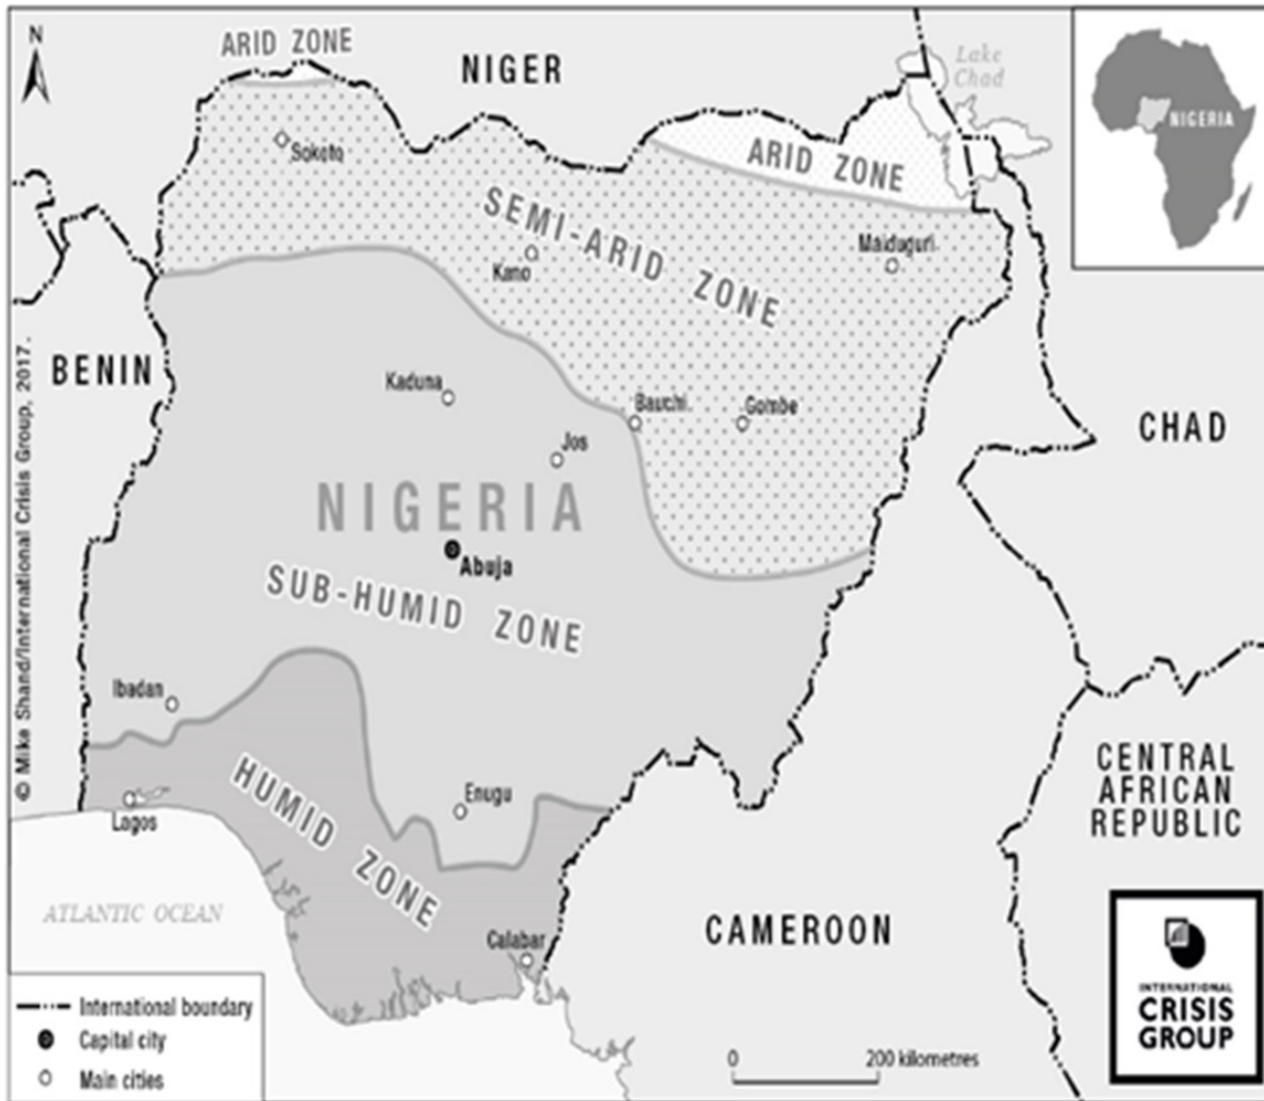 N
ARID ZONE
NIGER
Lake
Chad
NIGERIA
Sokoto
ARID ZONE
SEMI-ARID ZONE
Maiduguri
Kano
© Mike Shand/International Crisis Group, 2017.
BENIN
Kaduna
Bauchi
Gombe
CHAD
Jos
NIGERIA
Abuja
SUB-HUMID ZONE
Ibadan
CENTRAL
AFRICAN
REPUBLIC
HUMID ZONE
Enugu
Lagos
ATLANTIC OCEAN
CAMEROON
Calabar
International boundary
Capital city
Main cities
0 200 kilometres
INTERNATIONAL
CRISIS
GROUP